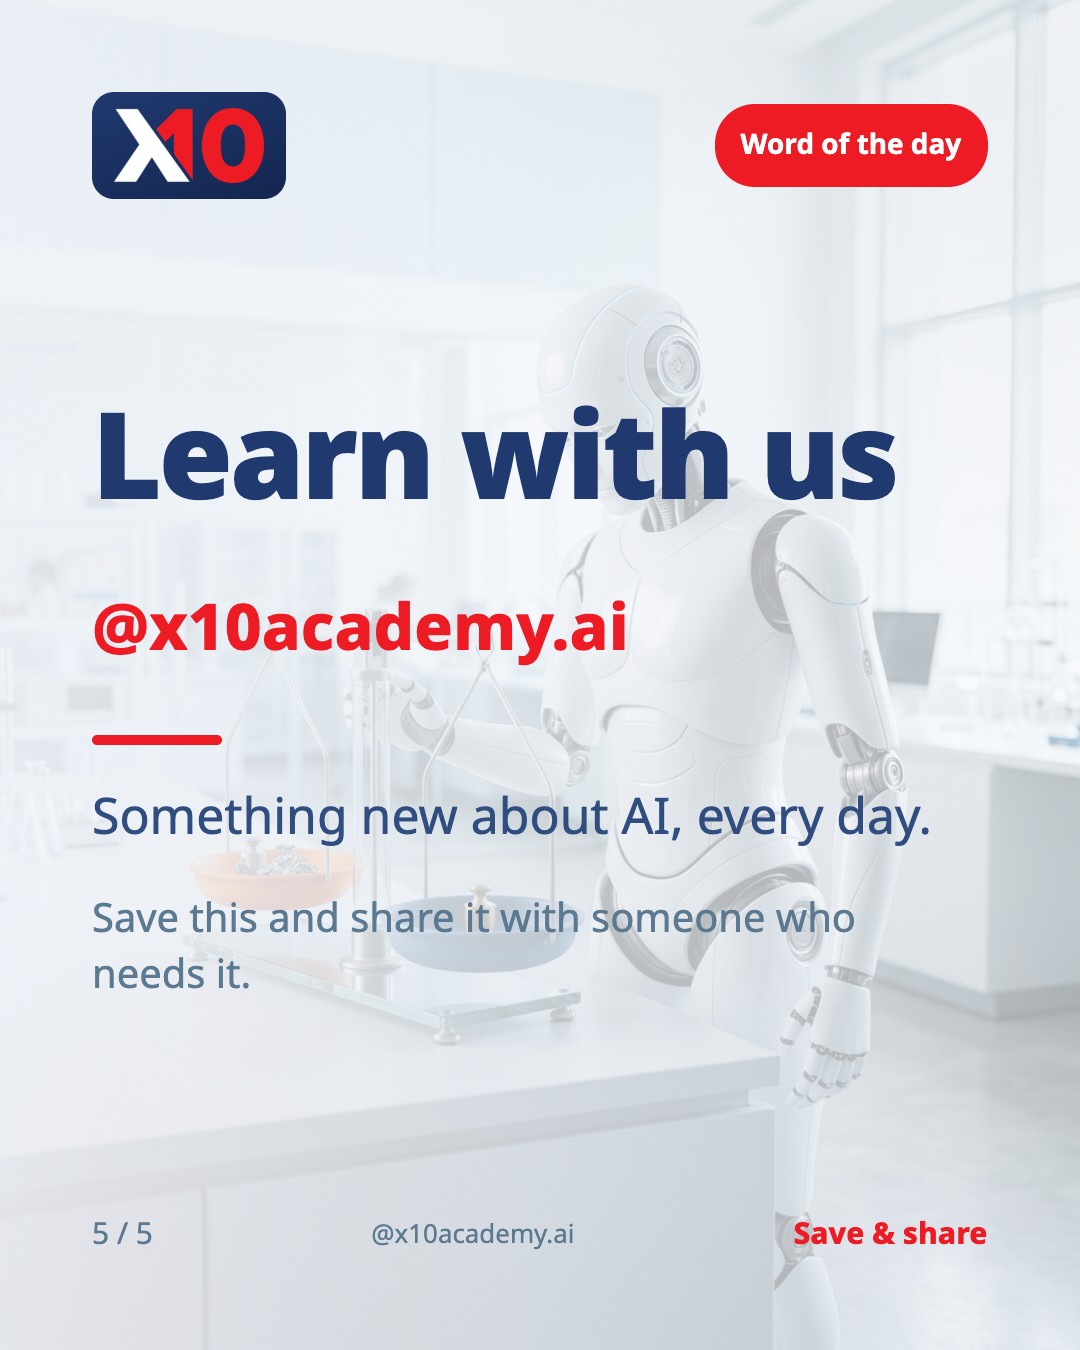 X10
Word of the day
Learn with us
@x10academy.ai
Something new about AI, every day.
Save this and share it with someone who
needs it.
5 / 5
@x10academy.ai
Save & share